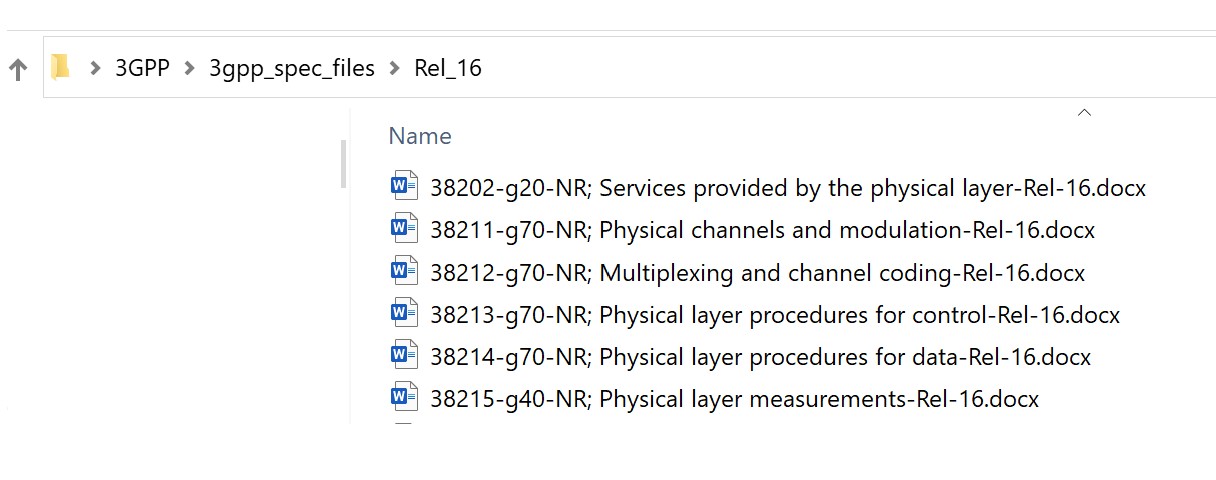 3GPP > 3gpp_spec_files > Rel_16
Name
38202-g20-NR; Services provided by the physical layer-Rel-16.docx
38211-g70-NR; Physical channels and modulation-Rel-16.docx
38212-g70-NR; Multiplexing and channel coding-Rel-16.docx
38213-g70-NR; Physical layer procedures for control-Rel-16.docx
38214-g70-NR; Physical layer procedures for data-Rel-16.docx
38215-g40-NR; Physical layer measurements-Rel-16.docx